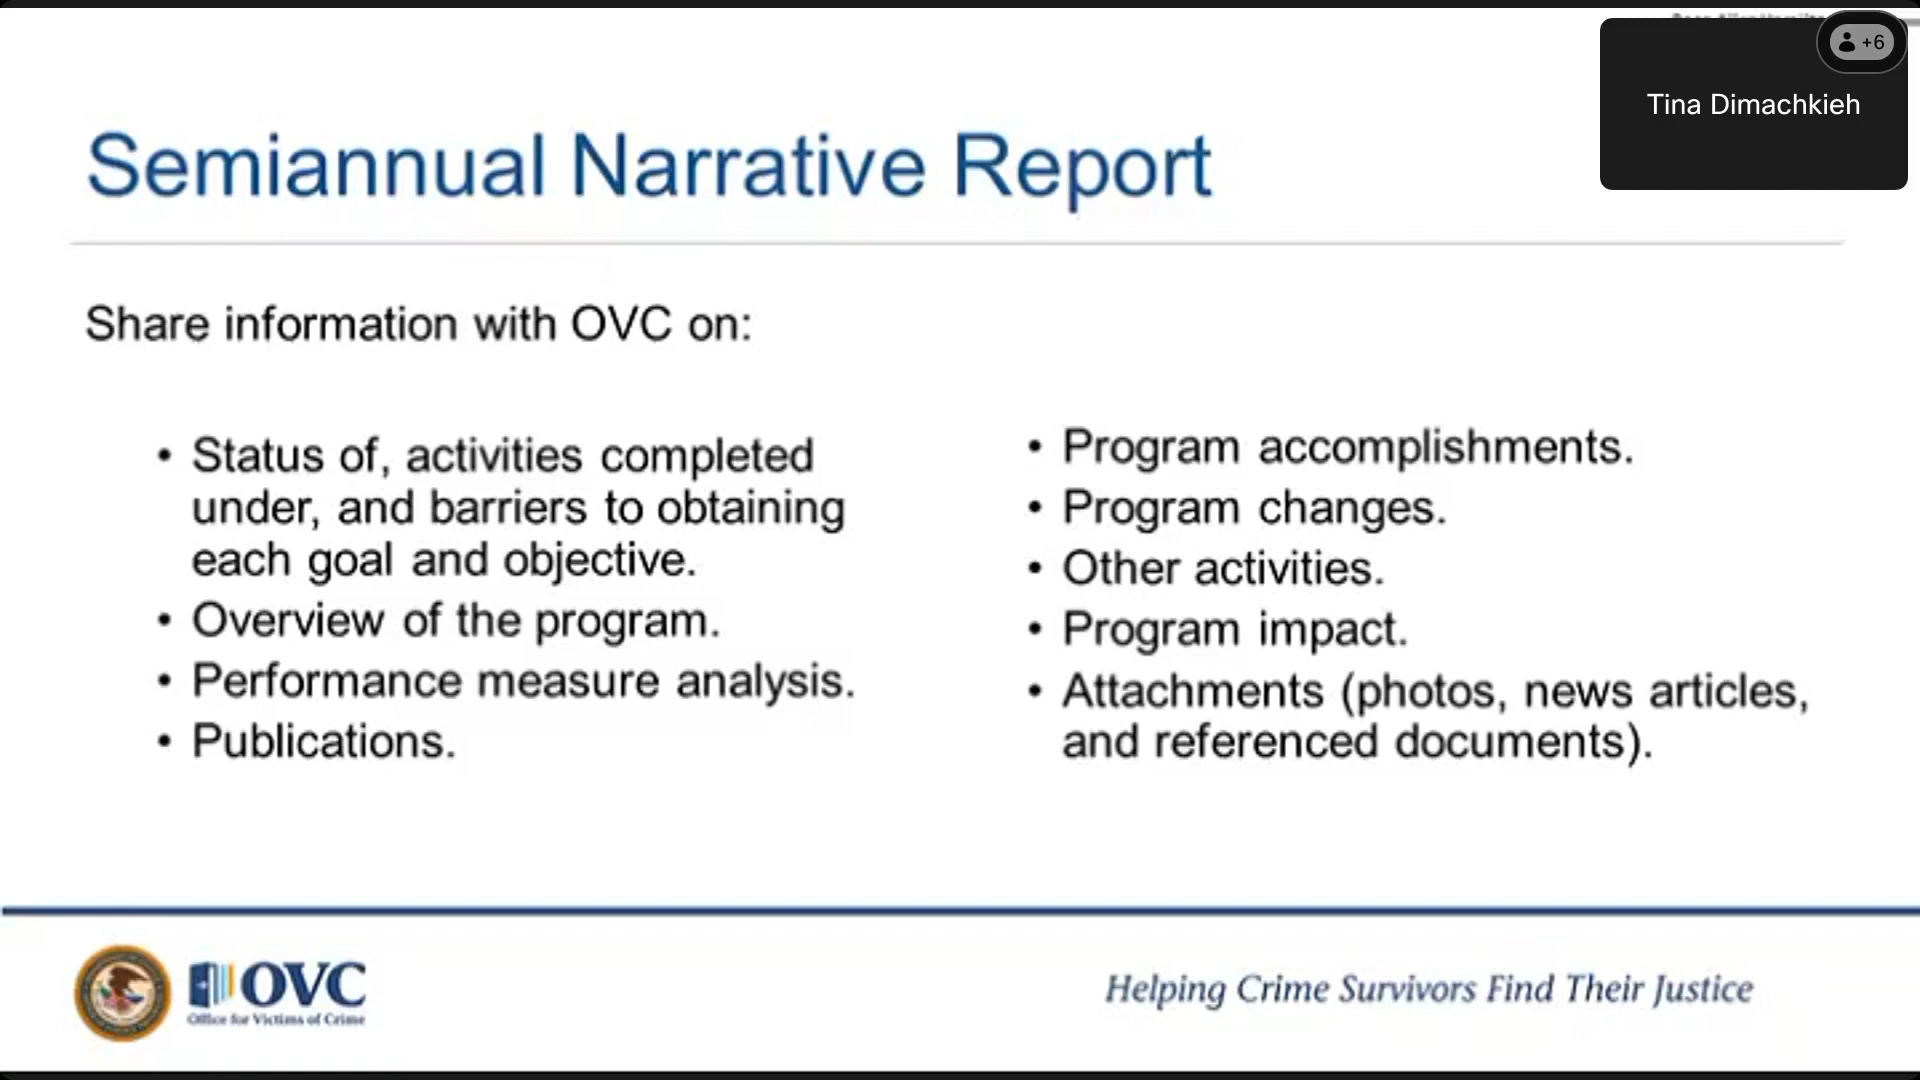 +6
Tina Dimachkieh
Semiannual Narrative Report
Share information with OVC on:
• Status of, activities completed
under, and barriers to obtaining
each goal and objective.
• Overview of the program.
• Performance measure analysis.
• Publications.
• Program accomplishments.
• Program changes.
• Other activities.
• Program impact.
• Attachments (photos, news articles,
and referenced documents).
OVC
Office for Victims of Crime
Helping Crime Survivors Find Their Justice